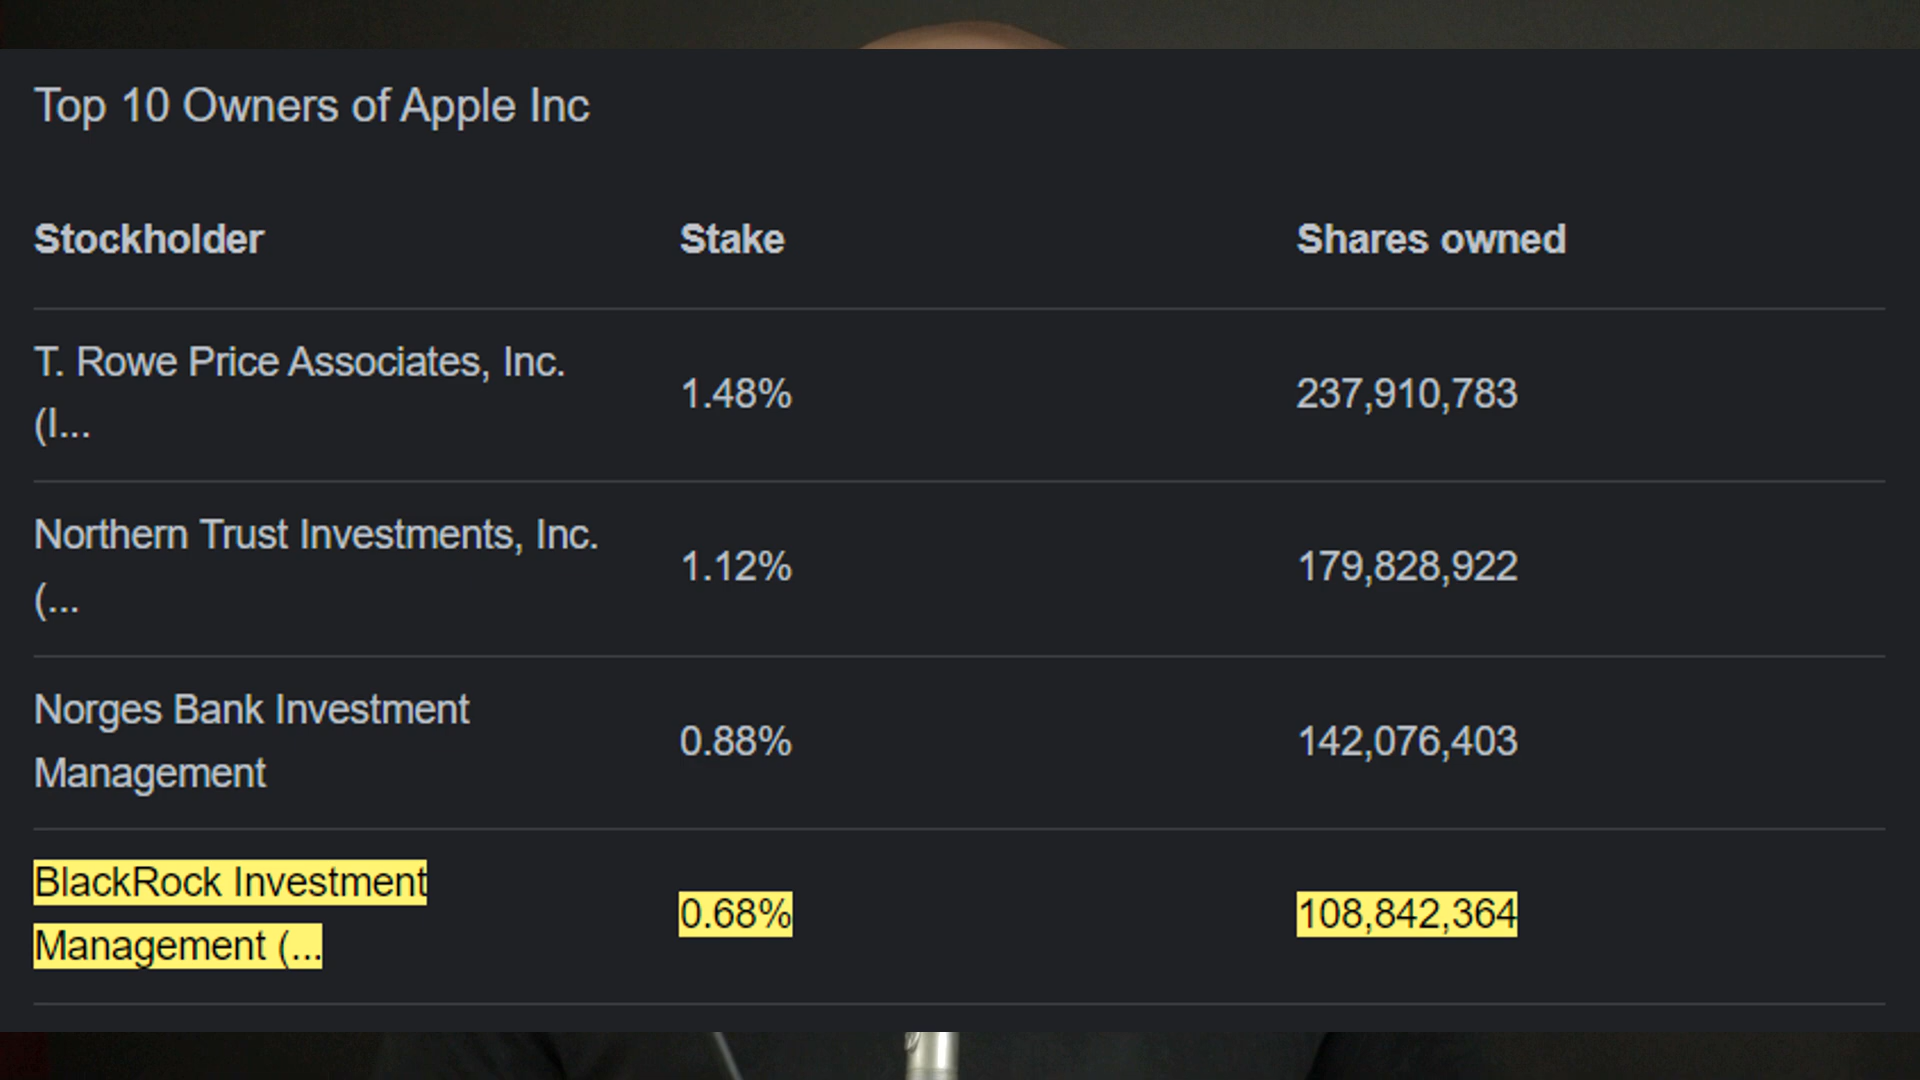 Top 10 Owners of Apple Inc
Stockholder Stake Shares owned
T. Rowe Price Associates, Inc.
(I... 1.48% 237,910,783
Northern Trust Investments, Inc.
(... 1.12% 179,828,922
Norges Bank Investment
Management 0.88% 142,076,403
BlackRock Investment
Management (... 0.68% 108,842,364